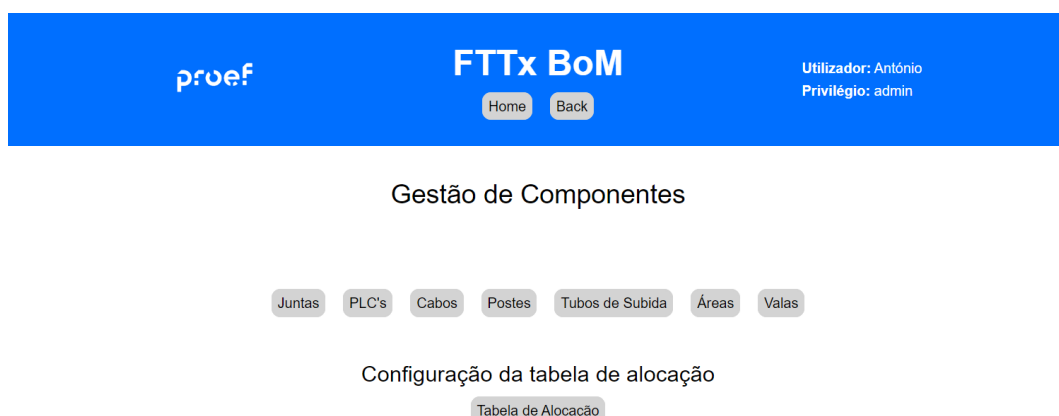 proef
FTTx BoM
Home Back
Utilizador: António
Privilégio: admin
Gestão de Componentes
Juntas PLC's Cabos Postes Tubos de Subida Áreas Valas
Configuração da tabela de alocação
Tabela de Alocação